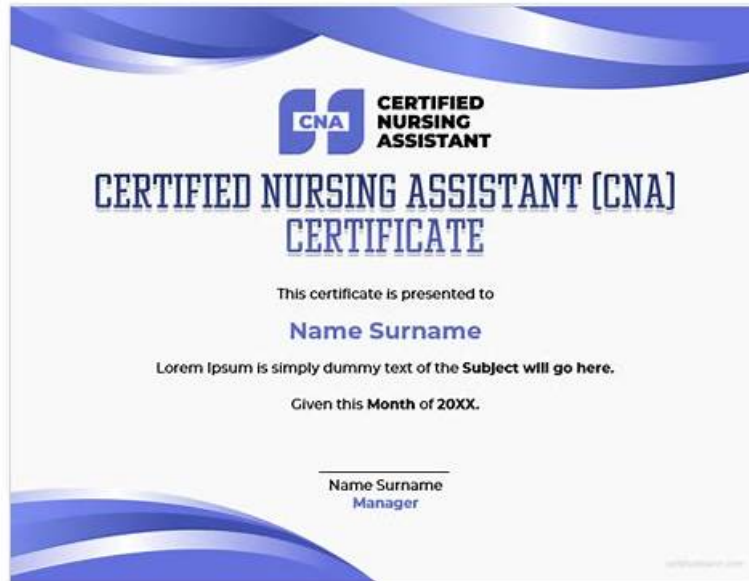 CNA
CERTIFIED
NURSING
ASSISTANT
CERTIFIED NURSING ASSISTANT (CNA)
CERTIFICATE
This certificate is presented to
Name Surname
Lorem Ipsum is simply dummy text of the Subject will go here.
Given this Month of 20XX.
Name Surname
Manager